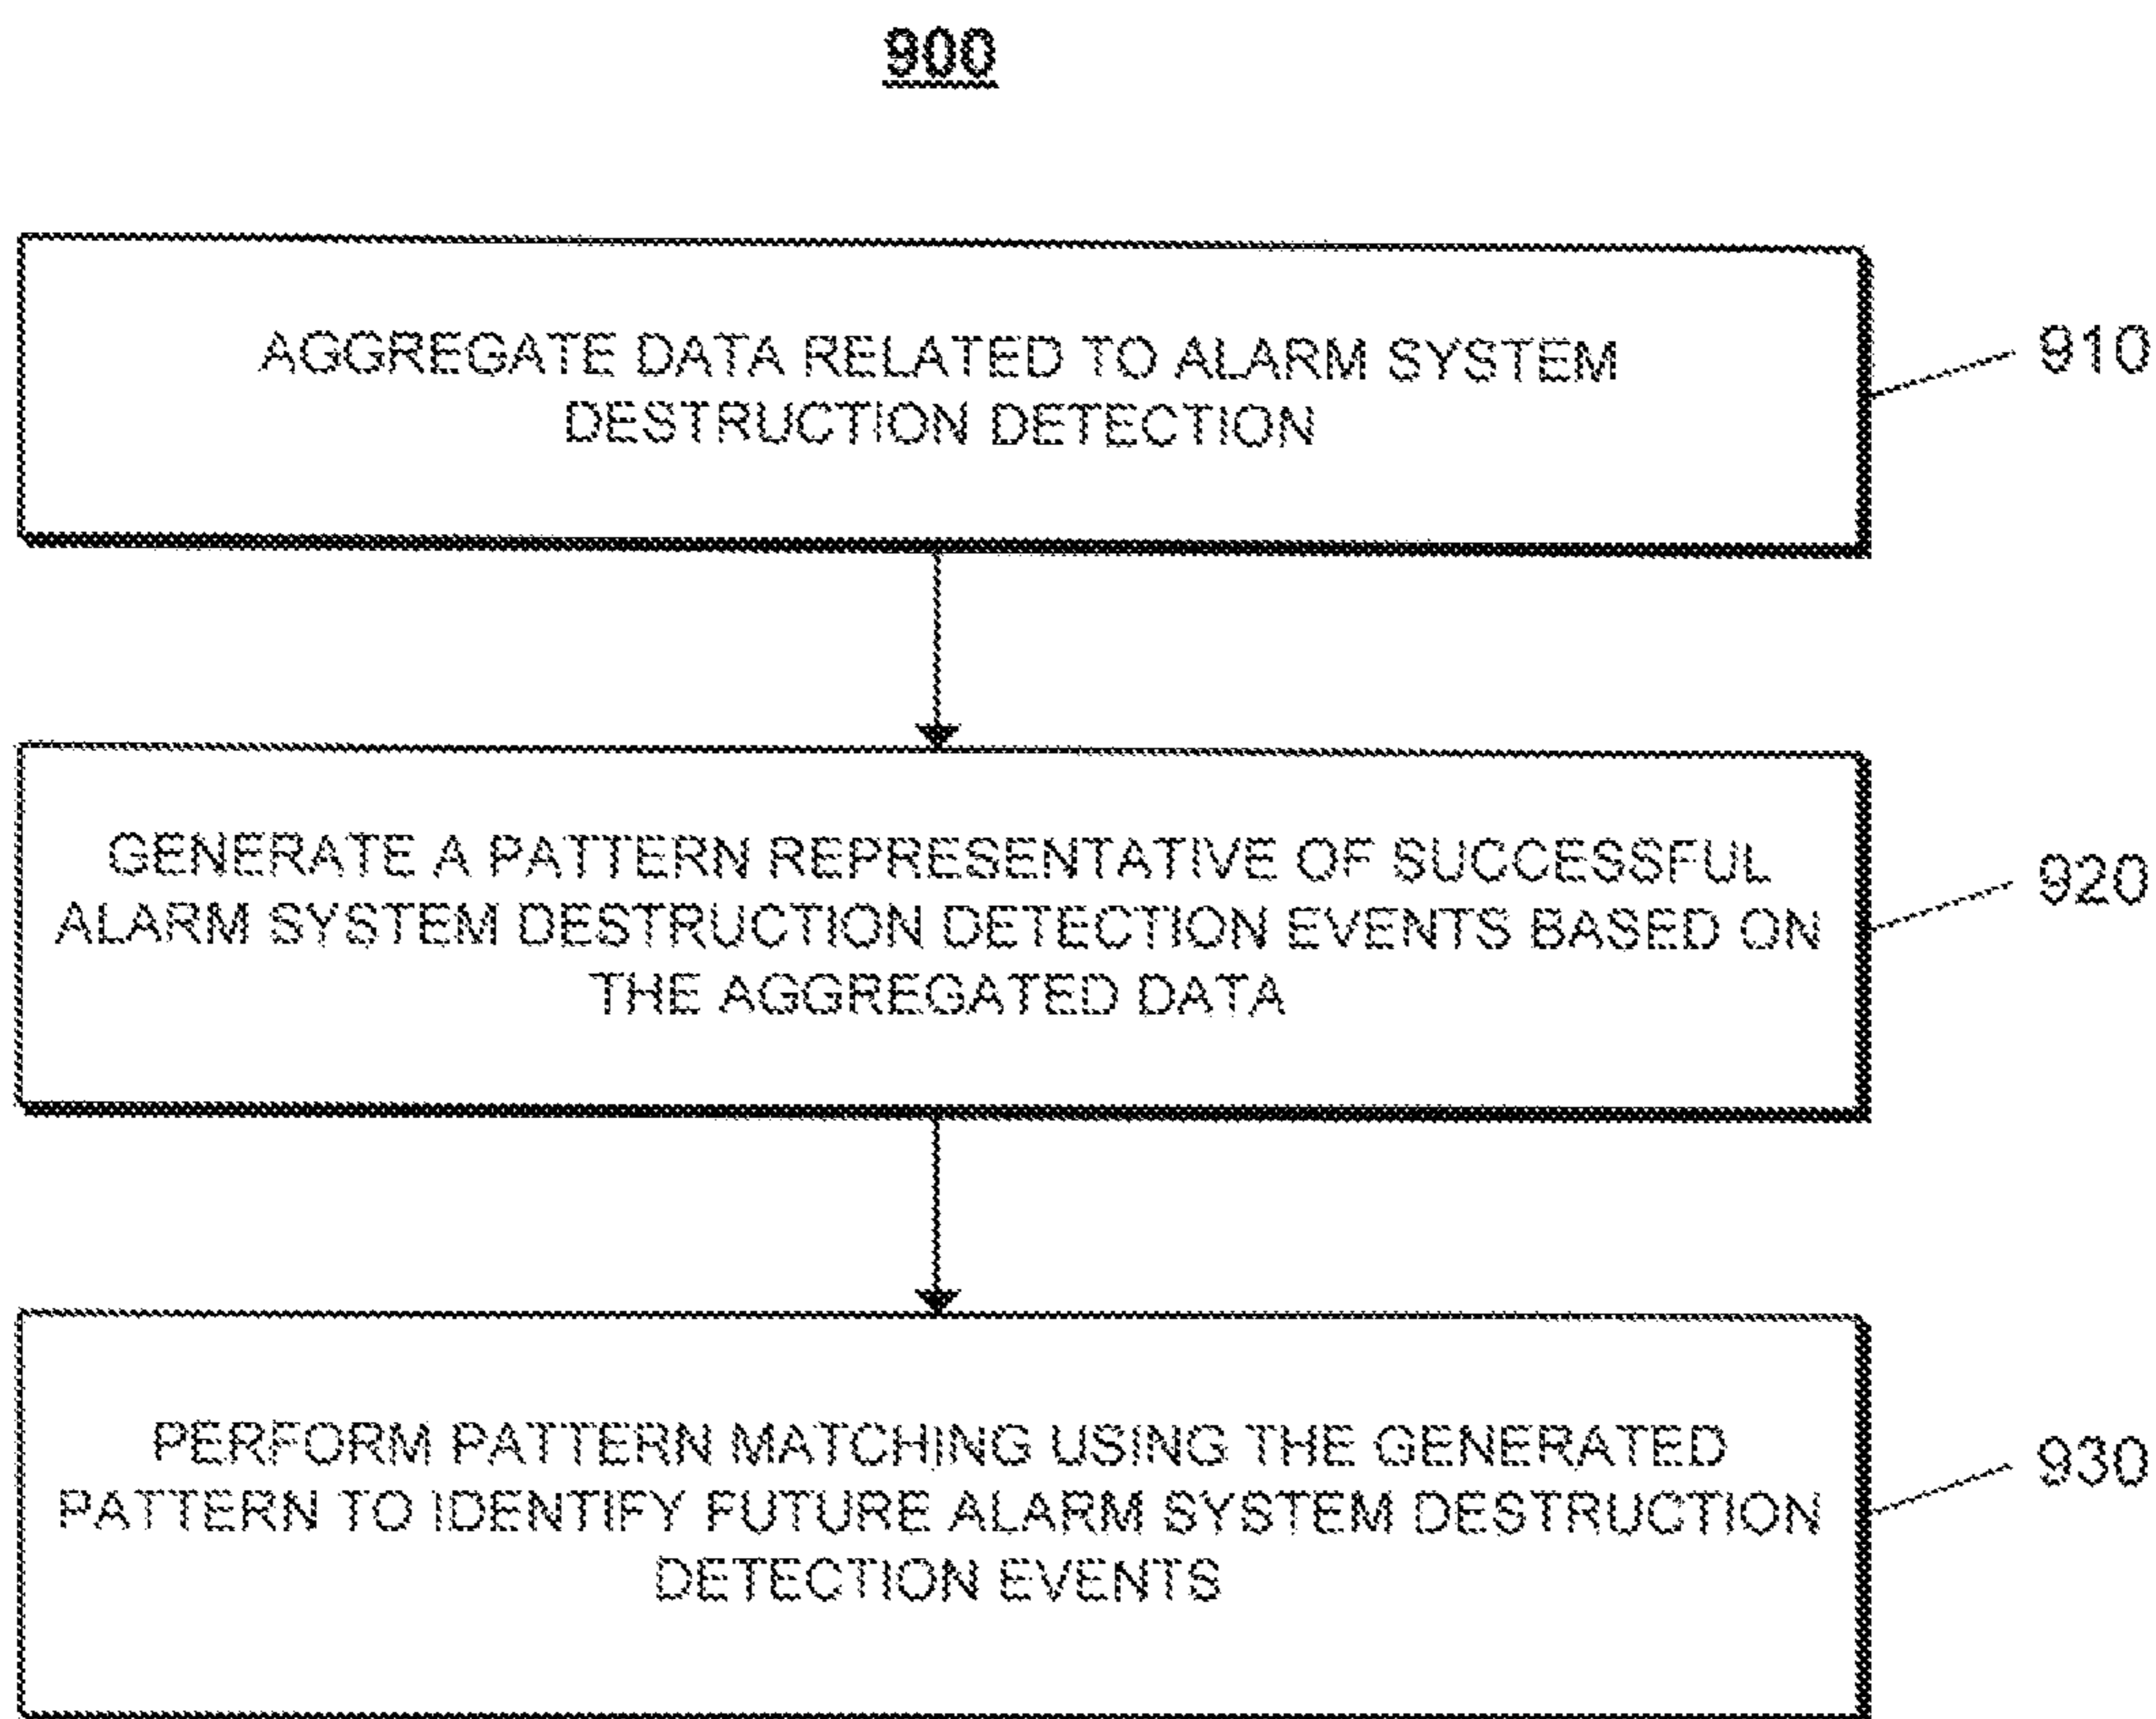 900
AGGREGATE DATA RELATED TO ALARM SYSTEM
DESTRUCTION DETECTION
910
GENERATE A PATTERN REPRESENTATIVE OF SUCCESSFUL
ALARM SYSTEM DESTRUCTION DETECTION EVENTS BASED ON
THE AGGREGATED DATA
920
PERFORM PATTERN MATCHING USING THE GENERATED
PATTERN TO IDENTIFY FUTURE ALARM SYSTEM DESTRUCTION
DETECTION EVENTS
930